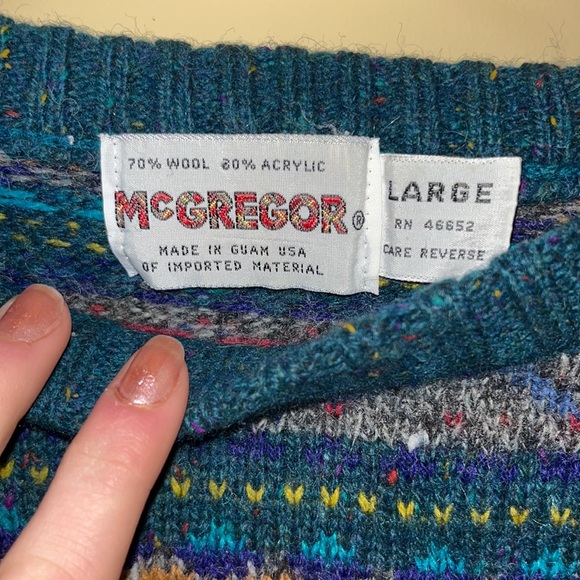 70% WOOL 30% ACRYLIC
McGREGOR®
MADE IN GUAM USA
OF IMPORTED MATERIAL
LARGE
RN 46652
CARE REVERSE